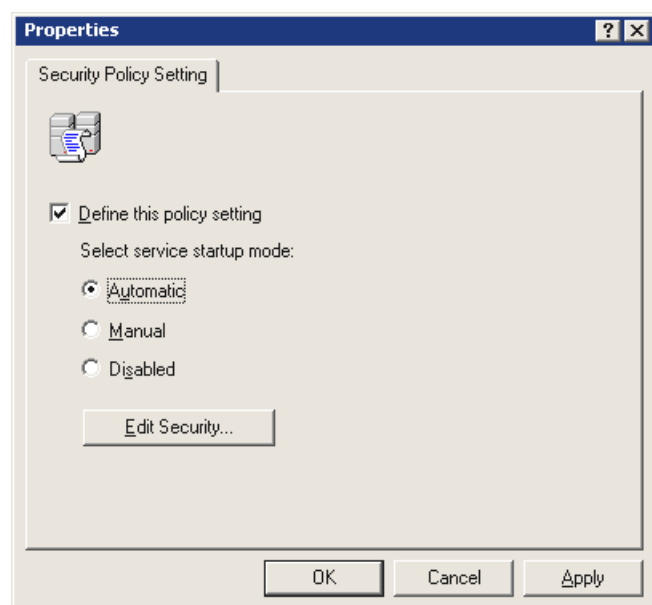 Properties
Security Policy Setting
Define this policy setting
Select service startup mode:
Automatic
Manual
Disabled
Edit Security...
OK Cancel Apply